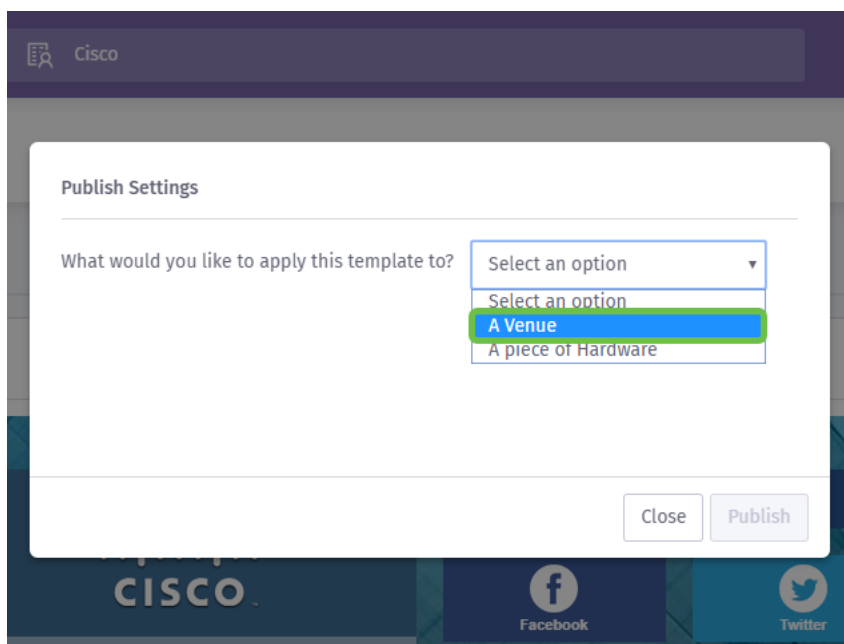 Cisco
Publish Settings
What would you like to apply this template to?
Select an option
Select an option
A Venue
A piece of Hardware
Close
Publish
CISCO
Facebook
Twitter